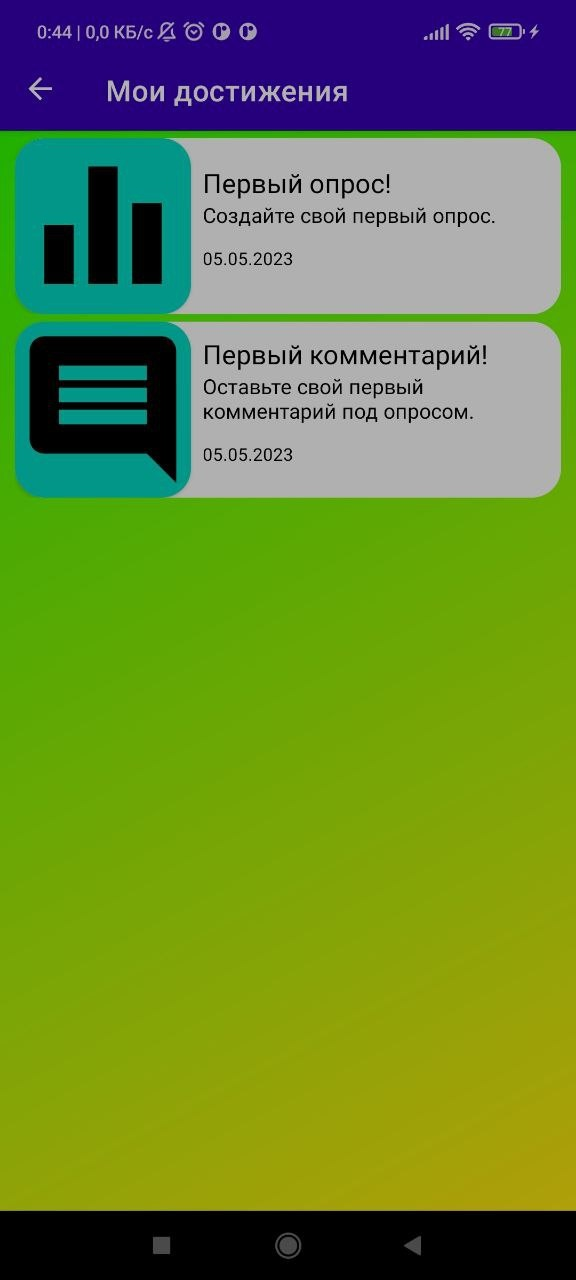 0:44 | 0,0 КБ/с
77
Мои достижения
Первый опрос!
Создайте свой первый опрос.
05.05.2023
Первый комментарий!
Оставьте свой первый
комментарий под опросом.
05.05.2023